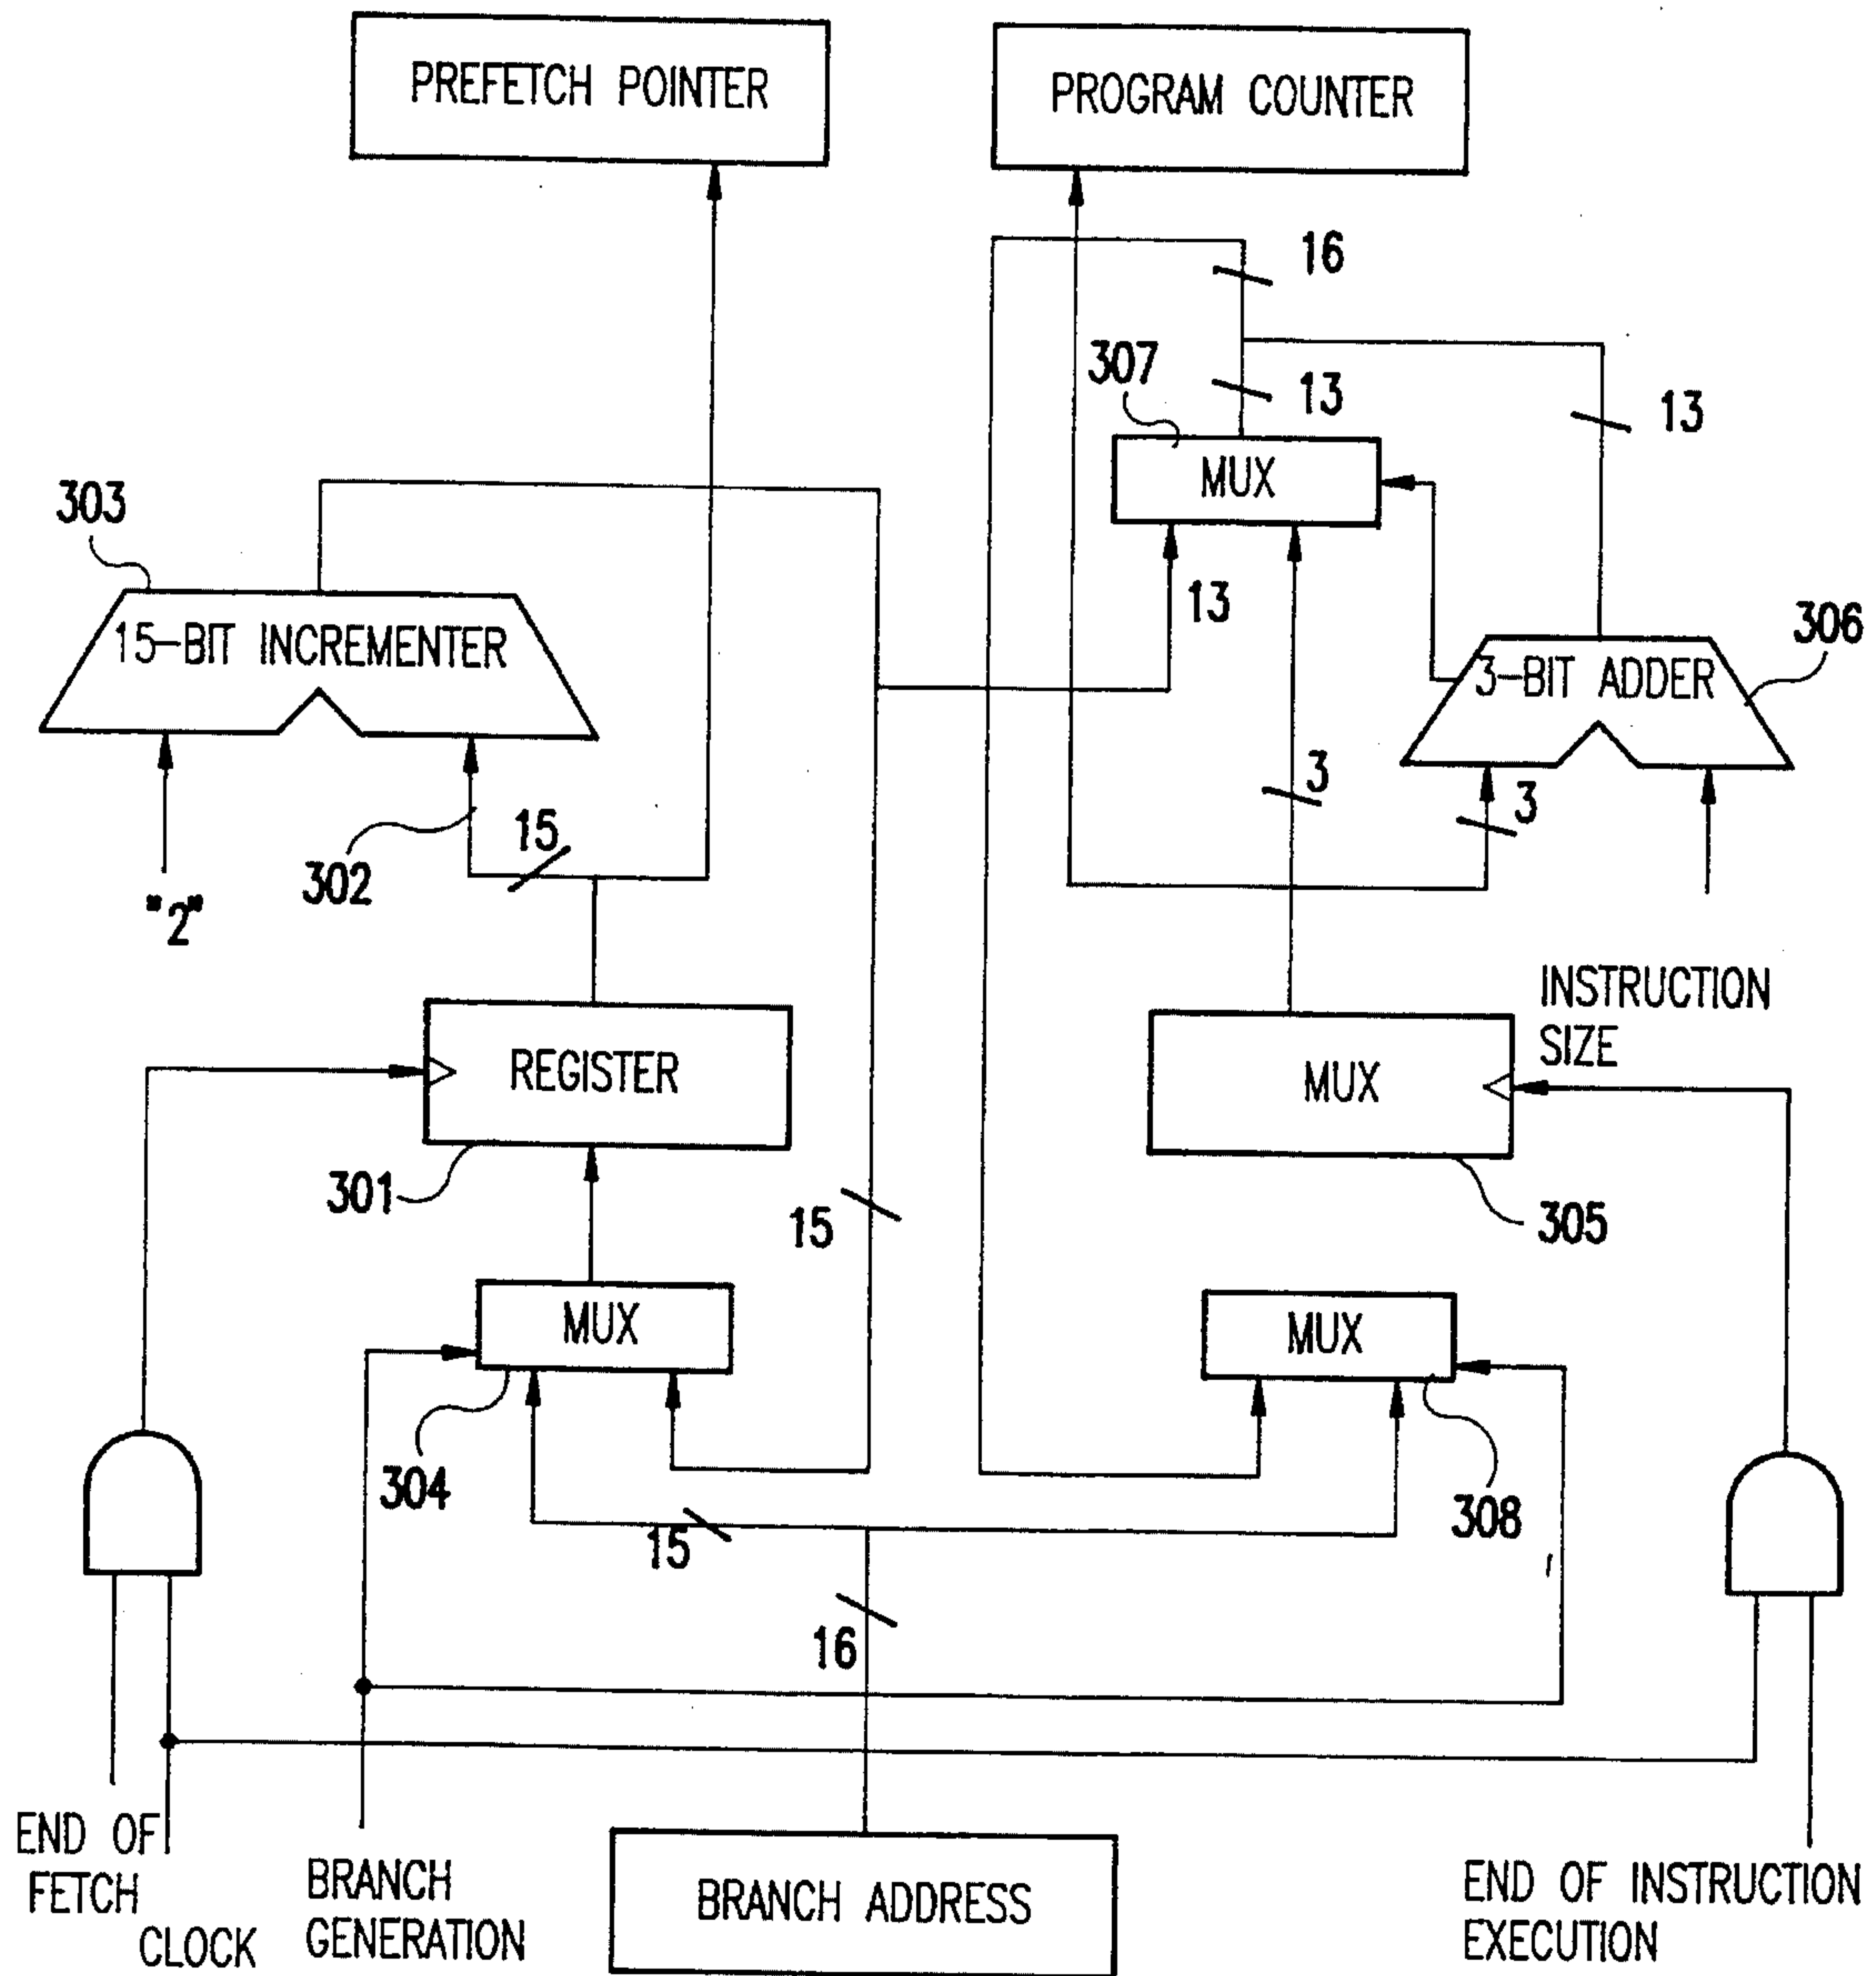 PREFETCH POINTER
PROGRAM COUNTER
16
307
13
13
MUX
303
13
15-BIT INCREMENTER
306
3-BIT ADDER
3
3
15
302
"2"
INSTRUCTION
SIZE
REGISTER
MUX
301
15
305
MUX
MUX
304
308
15
16
END OF
FETCH
CLOCK
BRANCH
GENERATION
BRANCH ADDRESS
END OF INSTRUCTION
EXECUTION